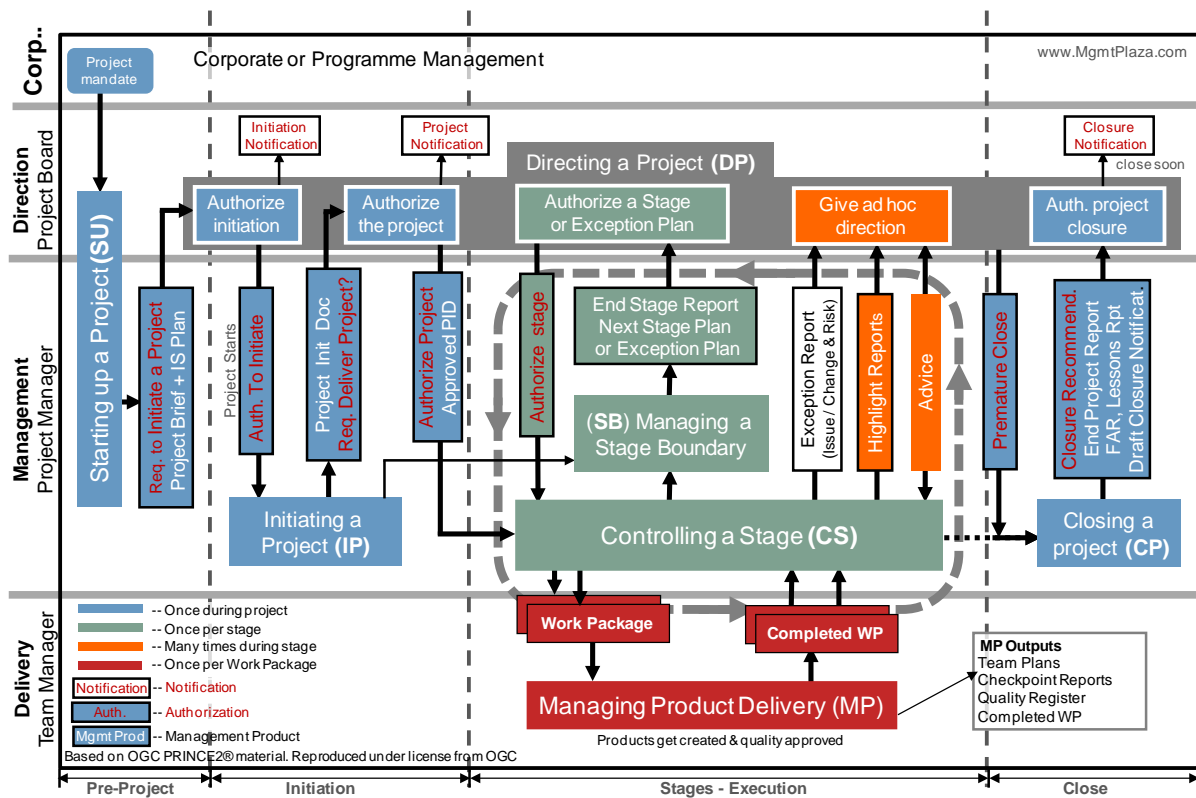 Corp..
Project
mandate
Corporate or Programme Management
www.MgmtPlaza.com
Direction
Project Board
Initiation
Notification
Project
Notification
Closure
Notification
close soon
Directing a Project (DP)
Authorize
initiation
Authorize
the project
Authorize a Stage
or Exception Plan
Give ad hoc
direction
Auth. project
closure
Management
Project Manager
Starting up a Project (SU)
Req. to Initiate a Project
Project Brief + IS Plan
Project Starts
Auth. To Initiate
Project Init Doc
Req. Deliver Project?
Authorize Project
Approved PID
Authorize stage
End Stage Report
Next Stage Plan
or Exception Plan
(SB) Managing a
Stage Boundary
Exception Report
(Issue / Change & Risk)
Highlight Reports
Advice
Premature Close
Closure Recommend.
End Project Report
FAR, Lessons Rpt
Draft Closure Notificat.
Initiating a
Project (IP)
Controlling a Stage (CS)
Closing a
project (CP)
Delivery
Team Manager
-- Once during project
-- Once per stage
-- Many times during stage
-- Once per Work Package
Notification -- Notification
Auth. -- Authorization
Mgmt Prod -- Management Product
Work Package
Completed WP
Managing Product Delivery (MP)
Products get created & quality approved
MP Outputs
Team Plans
Checkpoint Reports
Quality Register
Completed WP
Based on OGC PRINCE2® material. Reproduced under license from OGC
Pre-Project
Initiation
Stages - Execution
Close